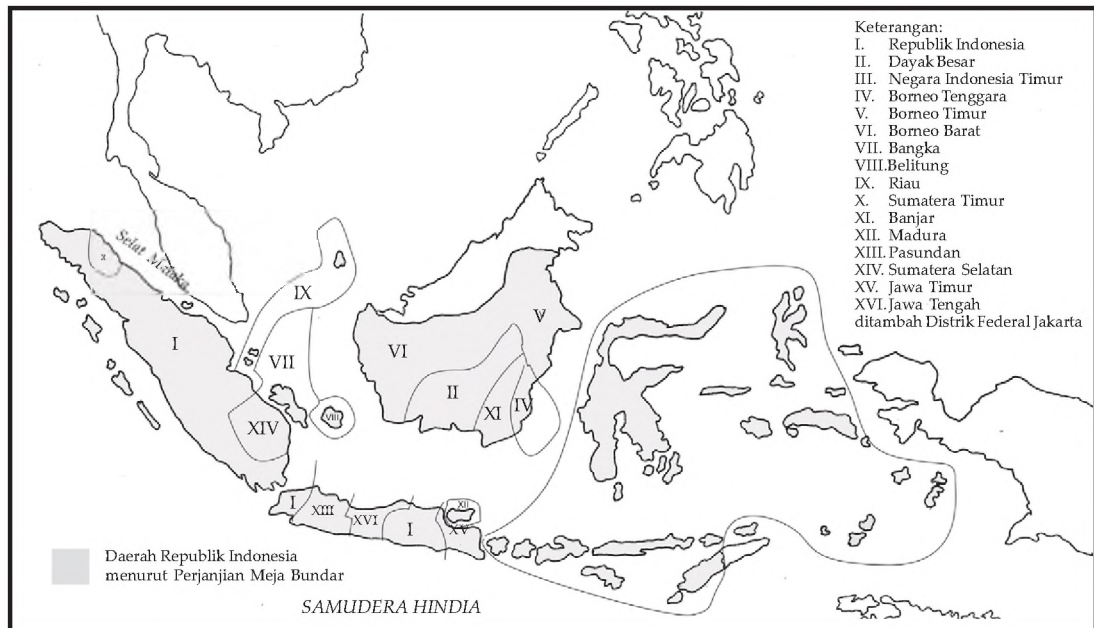 Keterangan:
I. Republik Indonesia
II. Dayak Besar
III. Negara Indonesia Timur
IV. Borneo Tenggara
V. Borneo Timur
VI. Borneo Barat
VII. Bangka
VIII.Belitung
IX. Riau
X. Sumatera Timur
XI. Banjar
XII. Madura
XIII. Pasundan
XIV. Sumatera Selatan
XV. Jawa Timur
XVI. Jawa Tengah
ditambah Distrik Federal Jakarta
Selat Malaka
X
IX
I
V
VII
VI
II
XI
IV
VIII
XIV
I
XIII
XVI
I
XII
XV
Daerah Republik Indonesia
menurut Perjanjian Meja Bundar
SAMUDERA HINDIA